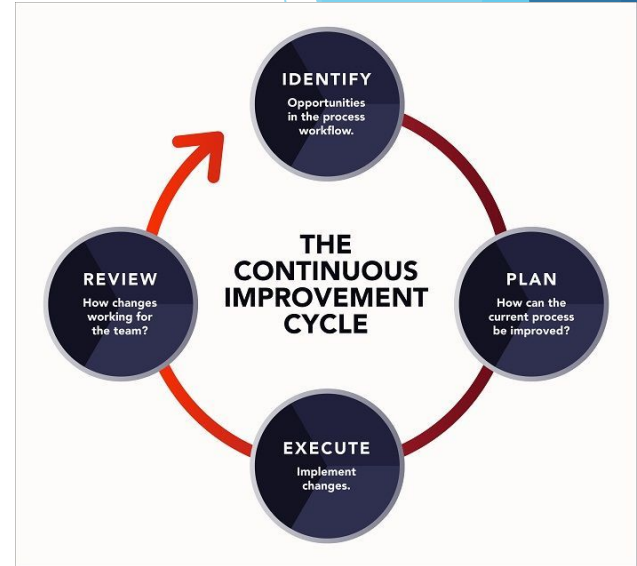 IDENTIFY
Opportunities
in the process
workflow.
THE
CONTINUOUS
IMPROVEMENT
CYCLE
REVIEW
How changes
working for
the team?
PLAN
How can the
current process
be improved?
EXECUTE
Implement
changes.